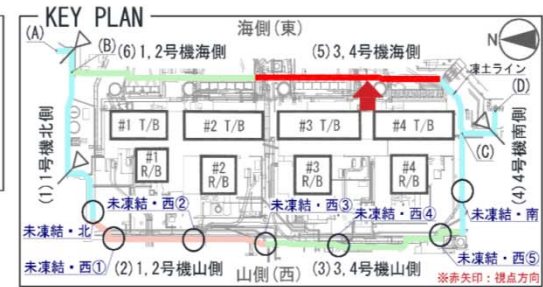 KEY PLAN
海側(東)
(A)
(B)
(6)1,2号機海側
(5)3,4号機海側
N
凍土ライン
(D)
#1 T/B
#2 T/B
#3 T/B
#4 T/B
(C)
(1)1号機北側
#1
R/B
#2
R/B
#3
R/B
#4
R/B
(4)4号機南側
未凍結・西②
未凍結・西③
未凍結・西④
未凍結・南
未凍結・北
未凍結・西①
(2)1,2号機山側
山側(西)
(3)3,4号機山側
未凍結・西⑤
※赤矢印：視点方向